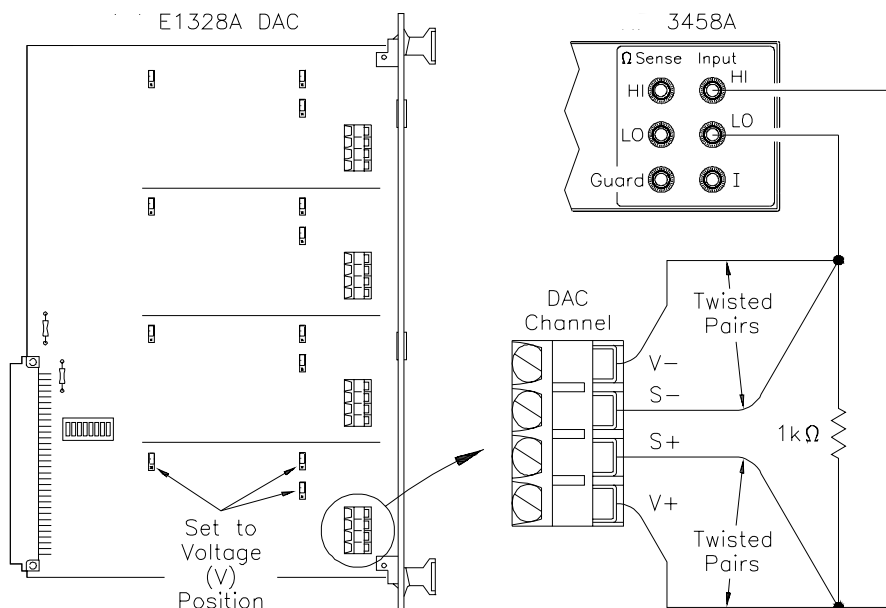 E1328A DAC
3458A
Ω Sense Input
HI
HI
LO
LO
Guard
I
DAC
Channel
Twisted
Pairs
V−
S−
S+
V+
1kΩ
Twisted
Pairs
Set to
Voltage
(V)
Position